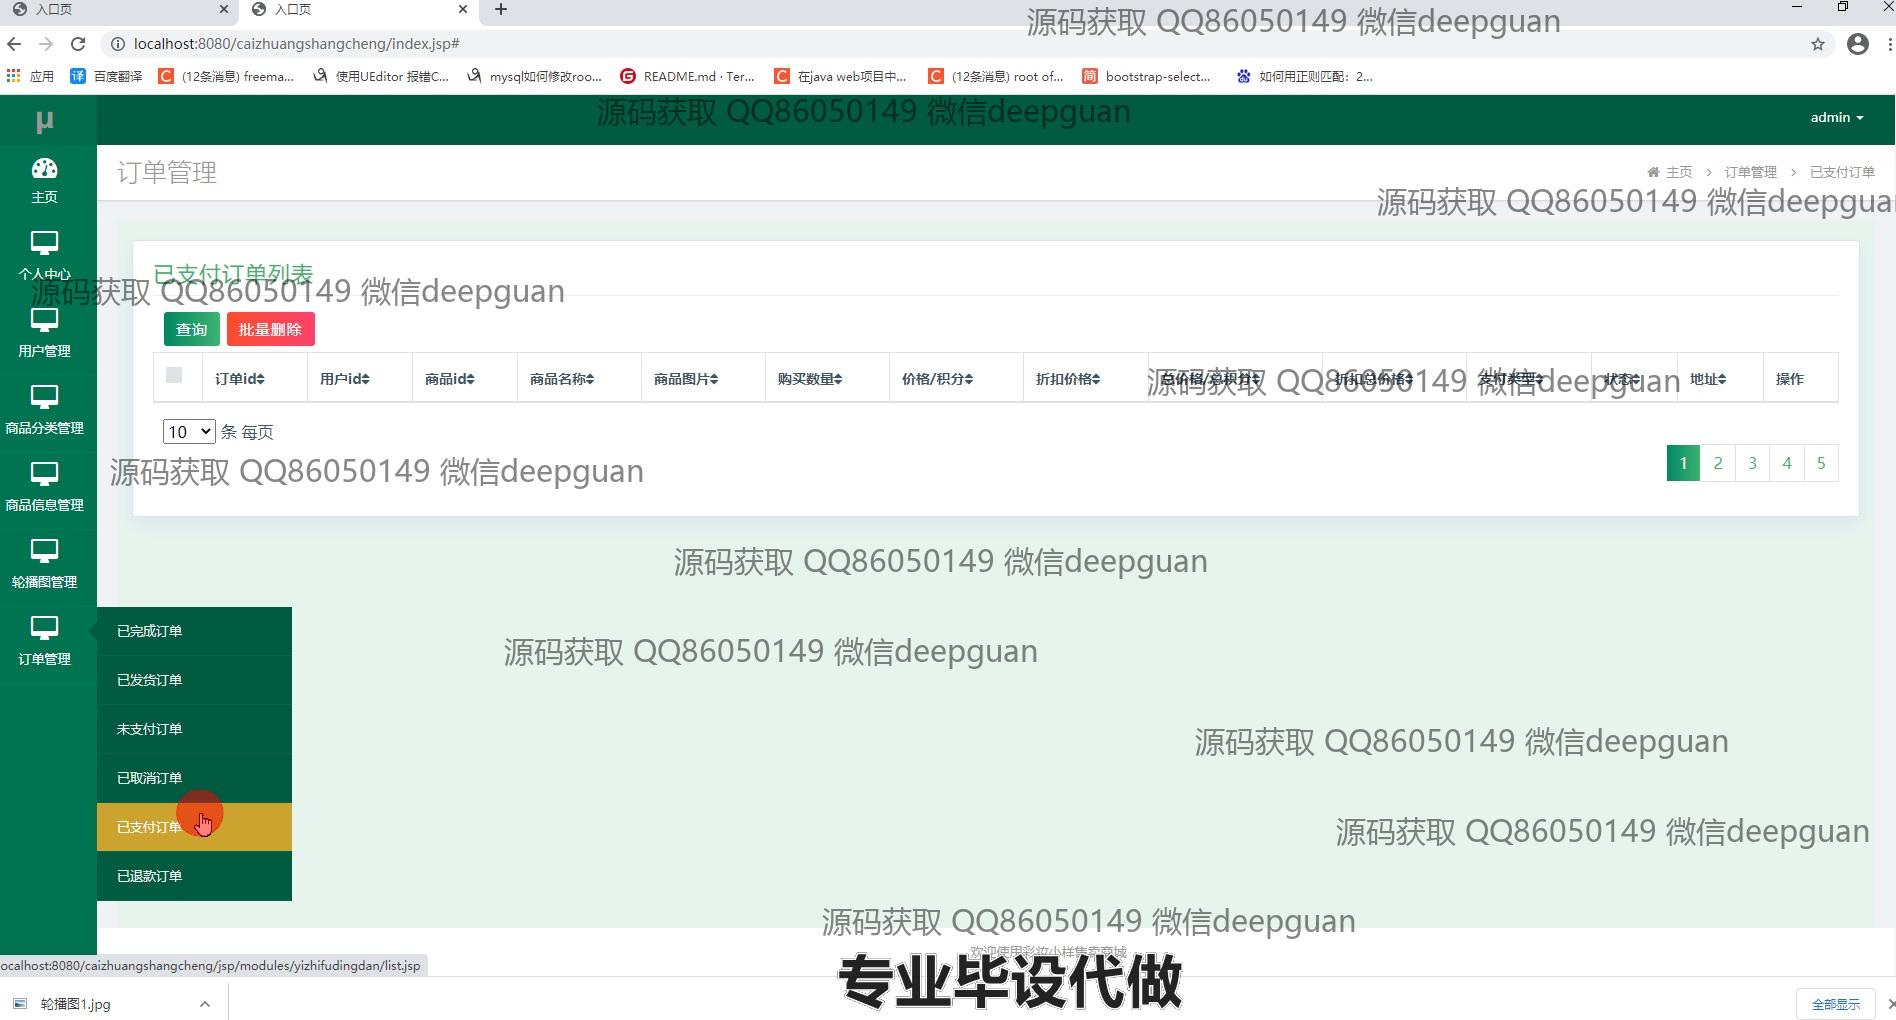 入口页
入口页
源码获取 QQ86050149 微信deepguan
localhost:8080/caizhuangshangcheng/index.jsp#
应用 百度翻译 (12条消息) freema... 使用UEditor 报错C... mysql如何修改roo... README.md · Ter... 在java web项目中... (12条消息) root of... bootstrap-select... 如何用正则匹配：2...
源码获取 QQ86050149 微信deepguan
μ
admin
主页
订单管理
主页 > 订单管理 > 已支付订单
源码获取 QQ86050149 微信deepgua
个人中心
已支付订单列表
源码获取 QQ86050149 微信deepguan
用户管理
查询 批量删除
订单id 用户id 商品id 商品名称 商品图片 购买数量 价格/积分 折扣价格 总价格/总积分 折扣总价格 支付类型 状态 地址 操作
源码获取 QQ86050149 微信deepguan
商品分类管理
10 条 每页
1 2 3 4 5
源码获取 QQ86050149 微信deepguan
商品信息管理
源码获取 QQ86050149 微信deepguan
轮播图管理
订单管理
已完成订单
源码获取 QQ86050149 微信deepguan
已发货订单
未支付订单
源码获取 QQ86050149 微信deepguan
已取消订单
已支付订单
源码获取 QQ86050149 微信deepguan
已退款订单
源码获取 QQ86050149 微信deepguan
欢迎使用彩妆小样售卖商城
ocalhost:8080/caizhuangshangcheng/jsp/modules/yizhifudingdan/list.jsp
专业毕设代做
轮播图1.jpg
全部显示